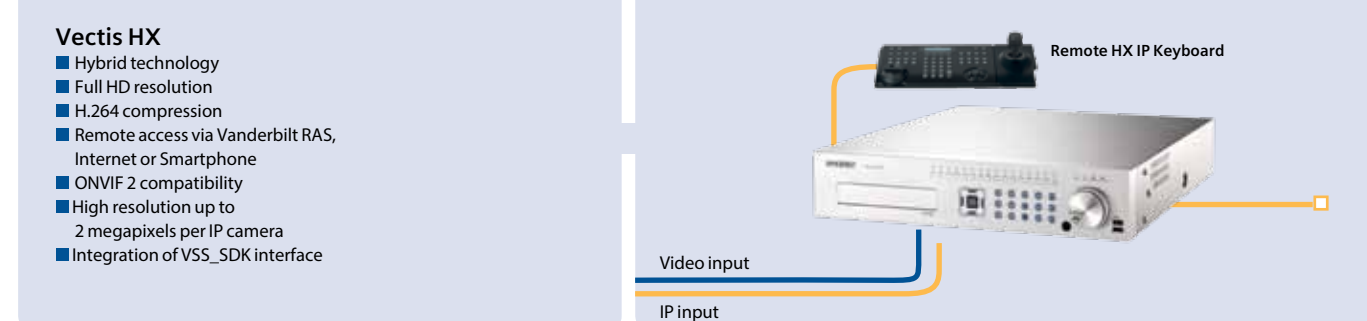 Vectis HX
Hybrid technology
Full HD resolution
H.264 compression
Remote access via Vanderbilt RAS,
Internet or Smartphone
ONVIF 2 compatibility
High resolution up to
2 megapixels per IP camera
Integration of VSS_SDK interface
Remote HX IP Keyboard
Video input
IP input